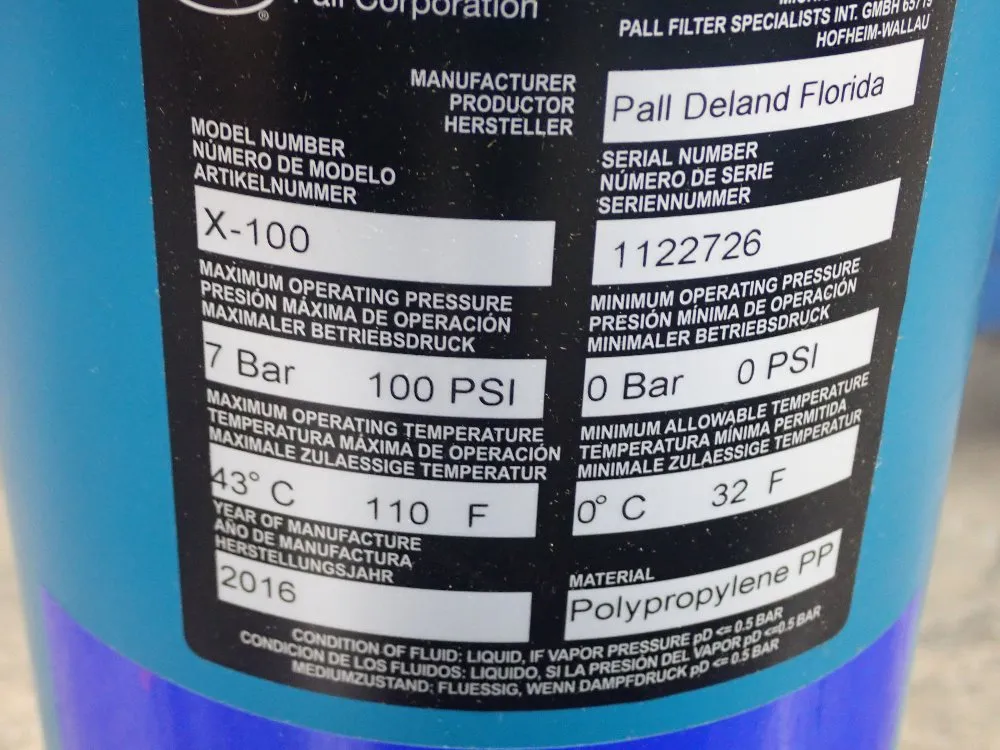 ®
Pall Corporation
PALL FILTER SPECIALISTS INT. GMBH 65719
HOFHEIM-WALLAU
MANUFACTURER
PRODUCTOR
HERSTELLER
Pall Deland Florida
MODEL NUMBER
NÚMERO DE MODELO
ARTIKELNUMMER
X-100
SERIAL NUMBER
NÚMERO DE SERIE
SERIENNUMMER
1122726
MAXIMUM OPERATING PRESSURE
PRESIÓN MÁXIMA DE OPERACIÓN
MAXIMALER BETRIEBSDRUCK
7 Bar 100 PSI
MINIMUM OPERATING PRESSURE
PRESIÓN MÍNIMA DE OPERACIÓN
MINIMALER BETRIEBSDRUCK
0 Bar 0 PSI
MAXIMUM OPERATING TEMPERATURE
TEMPERATURA MÁXIMA DE OPERACIÓN
MAXIMALE ZULAESSIGE TEMPERATUR
43° C 110 F
MINIMUM ALLOWABLE TEMPERATURE
TEMPERATURA MÍNIMA PERMITIDA
MINIMALE ZULAESSIGE TEMPERATUR
0° C 32 F
YEAR OF MANUFACTURE
AÑO DE MANUFACTURA
HERSTELLUNGSJAHR
2016
MATERIAL
Polypropylene PP
CONDITION OF FLUID: LIQUID, IF VAPOR PRESSURE pD <= 0.5 BAR
CONDICION DE LOS FLUIDOS: LIQUIDO, SI LA PRESIÓN DEL VAPOR pD <=0.5 BAR
MEDIUMZUSTAND: FLUESSIG, WENN DAMPFDRUCK pD <= 0.5 BAR